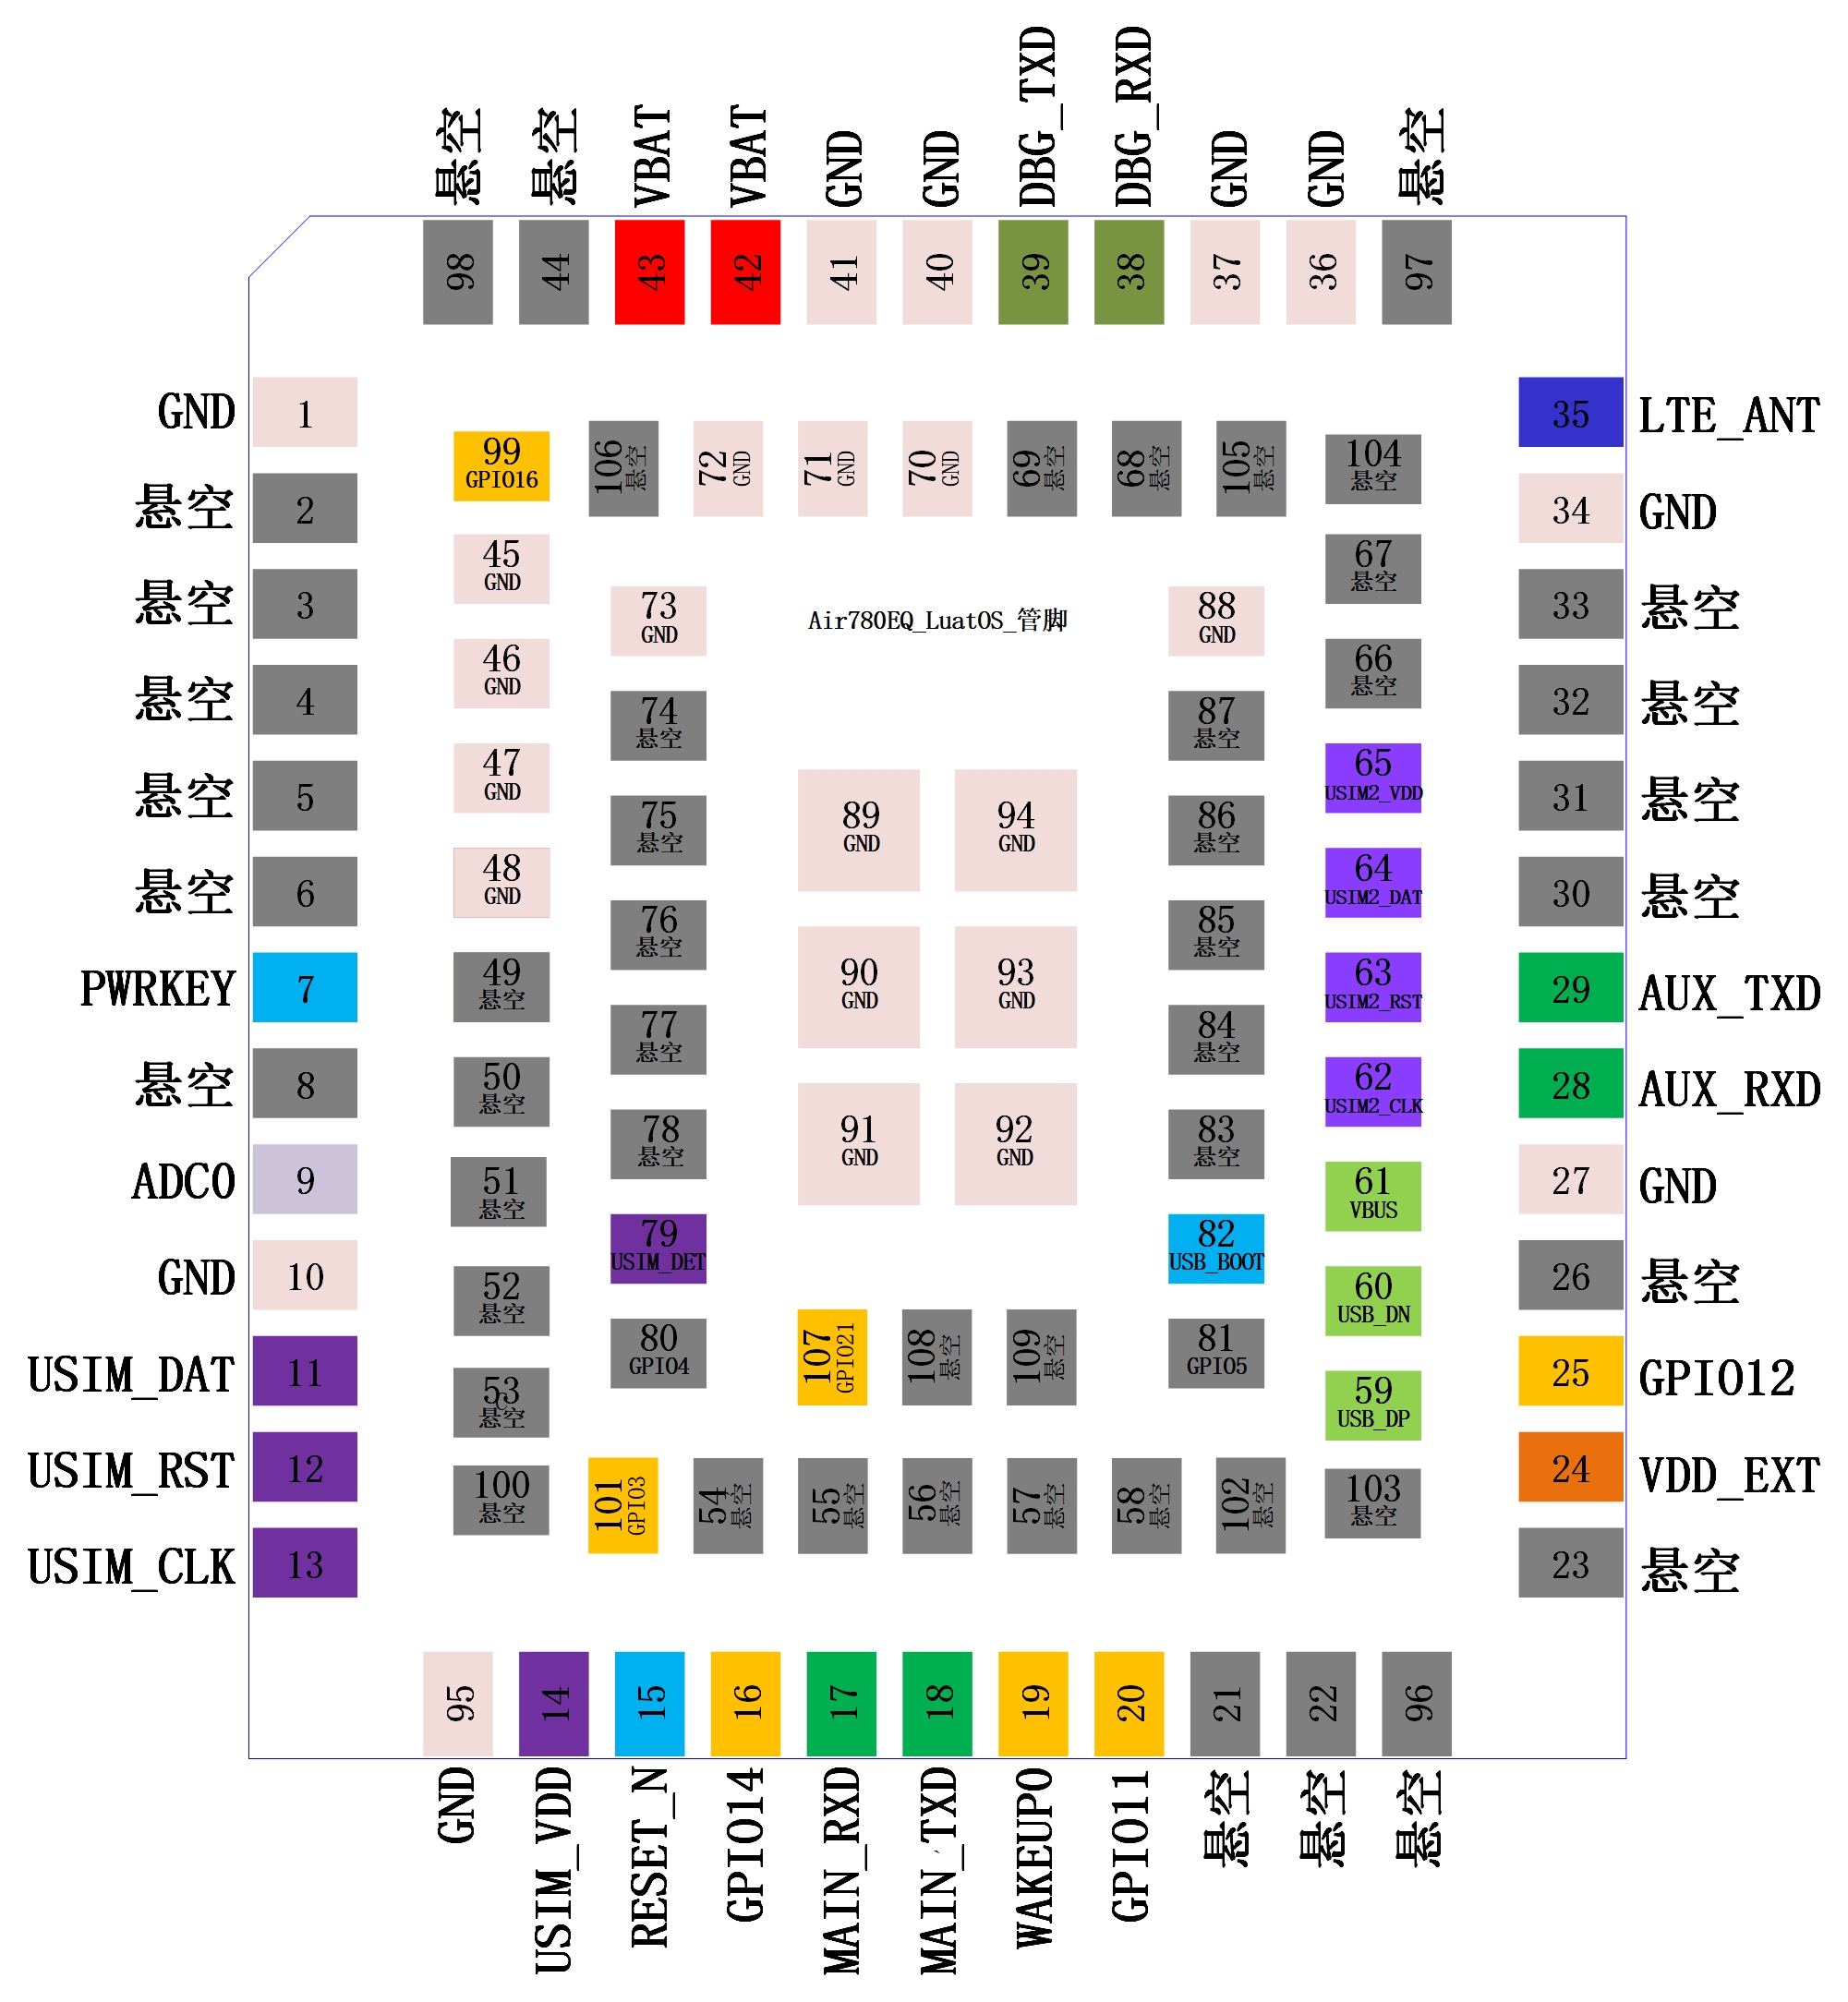 悬空
悬空
VBAT
VBAT
GND
GND
DBG_TXD
DBG_RXD
GND
GND
悬空
98
44
43
42
41
40
39
38
37
36
97
GND
1
悬空
2
悬空
3
悬空
4
悬空
5
悬空
6
PWRKEY
7
悬空
8
ADC0
9
GND
10
USIM_DAT
11
USIM_RST
12
USIM_CLK
13
99
GPIO16
45
GND
46
GND
47
GND
48
GND
49
悬空
50
悬空
51
悬空
52
悬空
53
C
悬空
100
悬空
106
悬空
72
GND
71
GND
70
GND
69
悬空
68
悬空
105
悬空
104
悬空
Air780EQ_LuatOS_管脚
73
GND
74
悬空
75
悬空
76
悬空
77
悬空
78
悬空
79
USIM_DET
80
GPIO4
89
GND
94
GND
90
GND
93
GND
91
GND
92
GND
107
GPIO21
108
悬空
109
悬空
88
GND
87
悬空
86
悬空
85
悬空
84
悬空
83
悬空
82
USB_BOOT
81
GPIO5
67
悬空
66
悬空
65
USIM2_VDD
64
USIM2_DAT
63
USIM2_RST
62
USIM2_CLK
61
VBUS
60
USB_DN
59
USB_DP
101
GPIO3
54
悬空
55
悬空
56
悬空
57
悬空
58
悬空
102
悬空
103
悬空
35
LTE_ANT
34
GND
33
悬空
32
悬空
31
悬空
30
悬空
29
AUX_TXD
28
AUX_RXD
27
GND
26
悬空
25
GPIO12
24
VDD_EXT
23
悬空
95
14
15
16
17
18
19
20
21
22
96
GND
USIM_VDD
RESET_N
GPIO14
MAIN_RXD
MAIN_TXD
WAKEUP0
GPIO11
悬空
悬空
悬空